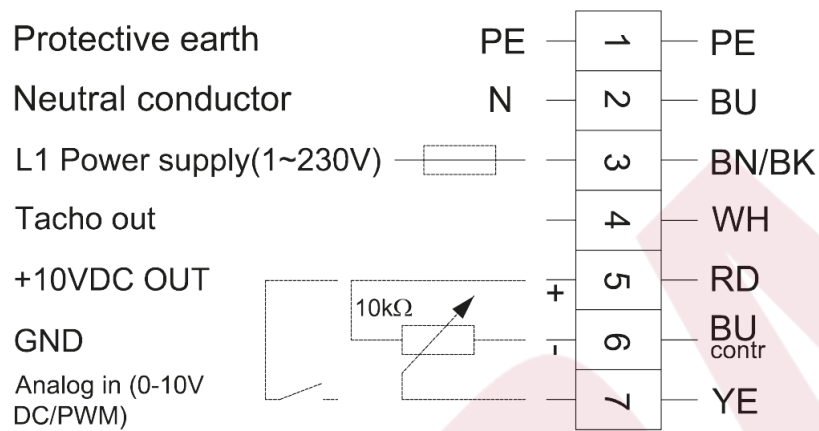 Protective earth PE 1 PE
Neutral conductor N 2 BU
L1 Power supply(1~230V) 3 BN/BK
Tacho out 4 WH
+10VDC OUT + 5 RD
10kΩ
GND - 6 BU
contr
Analog in (0-10V
DC/PWM) 7 YE